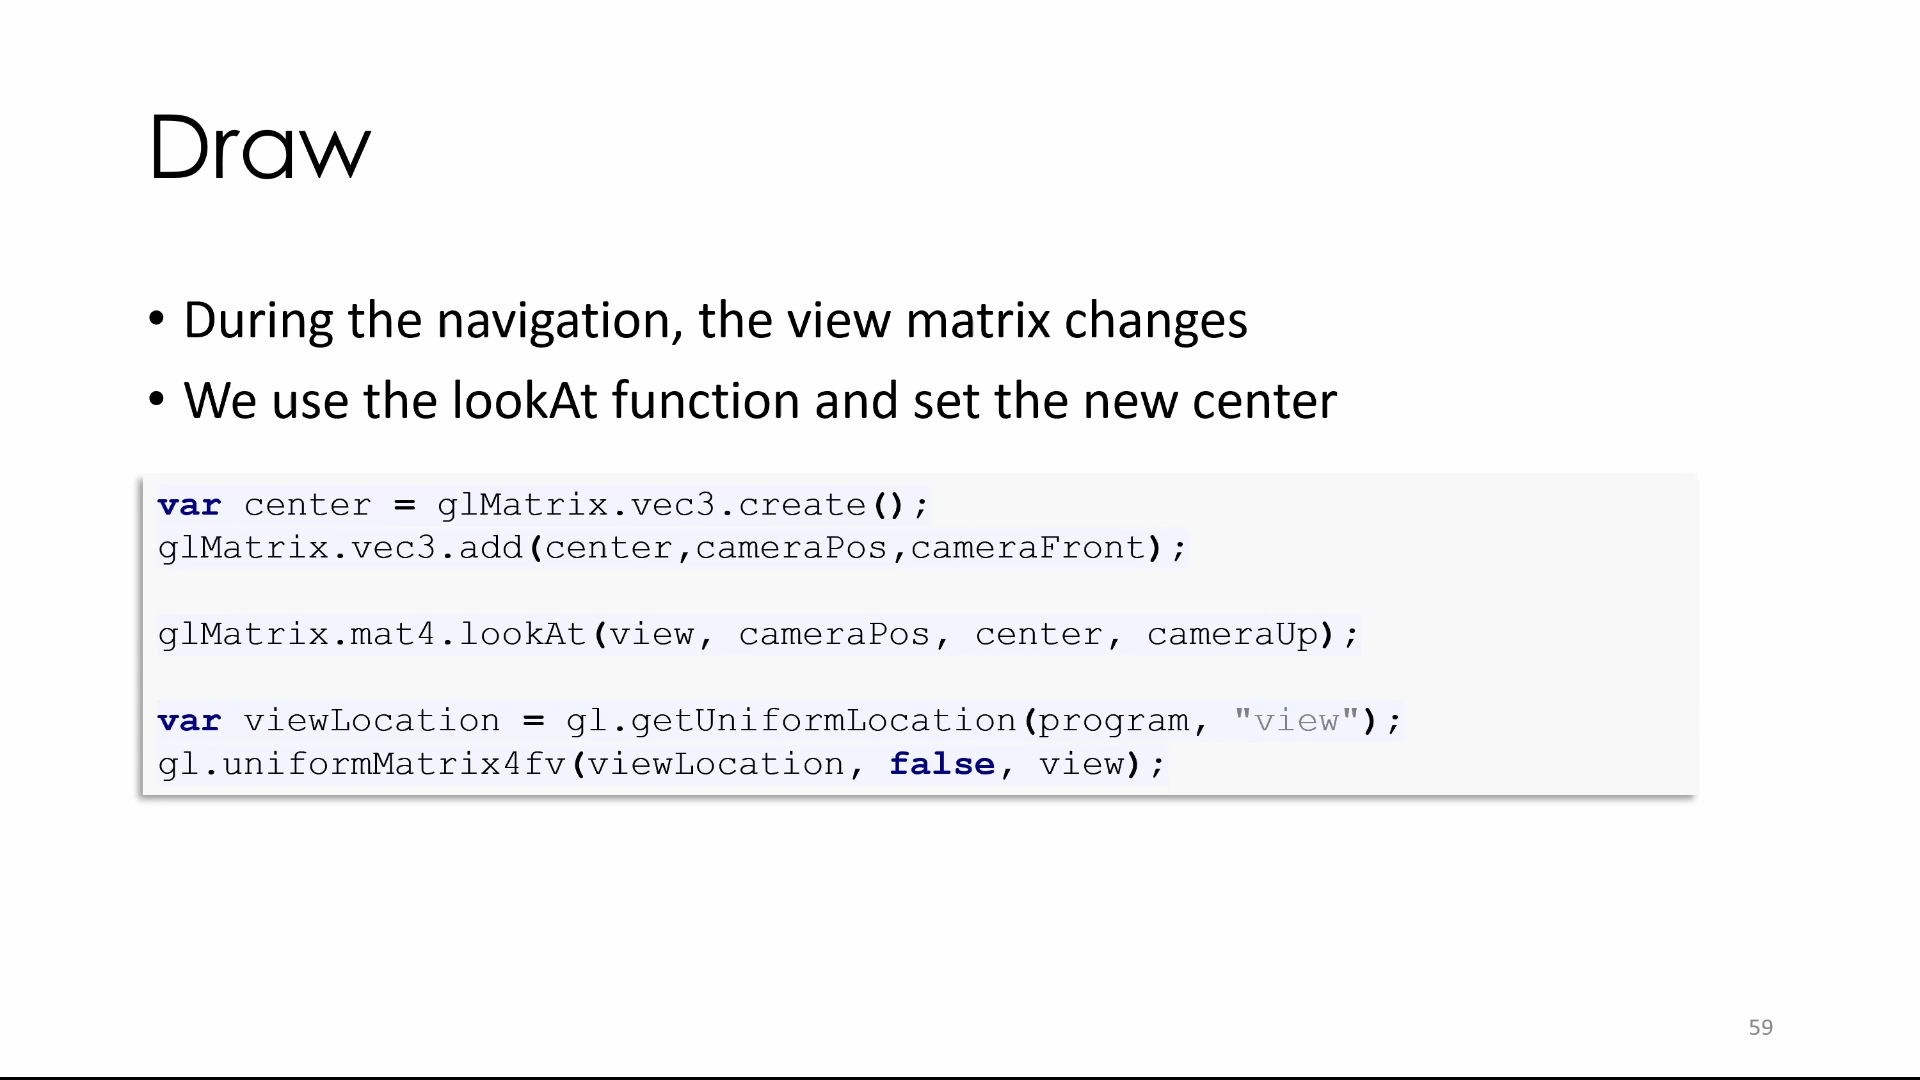 Draw
• During the navigation, the view matrix changes
• We use the lookAt function and set the new center
var center = glMatrix.vec3.create();
glMatrix.vec3.add(center,cameraPos,cameraFront);
glMatrix.mat4.lookAt(view, cameraPos, center, cameraUp);
var viewLocation = gl.getUniformLocation(program, "view");
gl.uniformMatrix4fv(viewLocation, false, view);
59